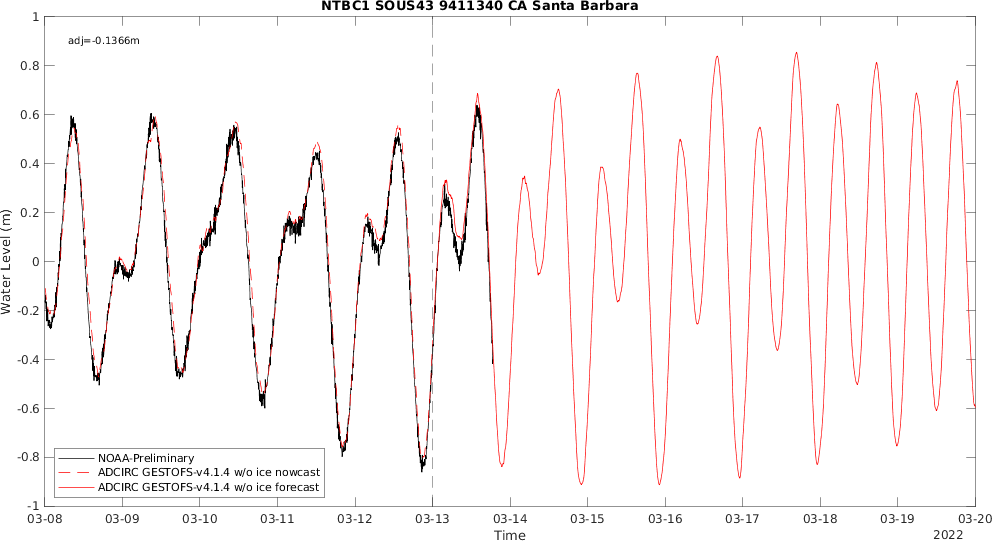 NTBC1 SOUS43 9411340 CA Santa Barbara
adj=-0.1366m
Water Level (m)
1
0.8
0.6
0.4
0.2
0
-0.2
-0.4
-0.6
-0.8
-1
NOAA-Preliminary
ADCIRC GESTOFS-v4.1.4 w/o ice nowcast
ADCIRC GESTOFS-v4.1.4 w/o ice forecast
03-08 03-09 03-10 03-11 03-12 03-13 03-14 03-15 03-16 03-17 03-18 03-19 03-20
Time
2022